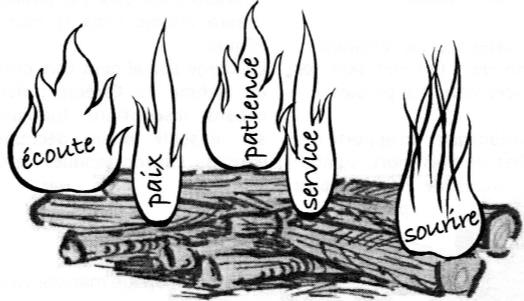 écoute
paix
patience
service
sourire